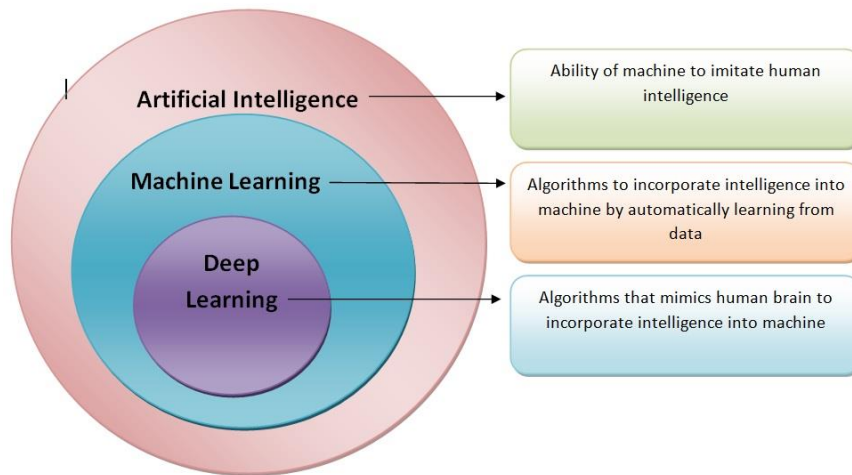 Artificial Intelligence
Ability of machine to imitate human
intelligence
Machine Learning
Algorithms to incorporate intelligence into
machine by automatically learning from
data
Deep
Learning
Algorithms that mimics human brain to
incorporate intelligence into machine